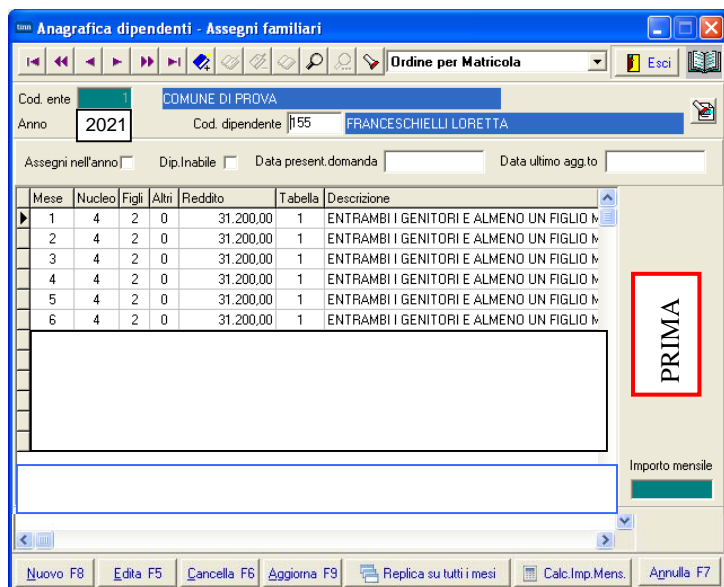 tinn Anagrafica dipendenti - Assegni familiari
Ordine per Matricola Esci
Cod. ente 1 COMUNE DI PROVA
Anno 2021 Cod. dipendente 155 FRANCESCHIELLI LORETTA
Assegni nell'anno Dip.Inabile Data present.domanda Data ultimo agg.to
Mese Nucleo Figli Altri Reddito Tabella Descrizione
1 4 2 0 31.200,00 1 ENTRAMBI I GENITORI E ALMENO UN FIGLIO M
2 4 2 0 31.200,00 1 ENTRAMBI I GENITORI E ALMENO UN FIGLIO M
3 4 2 0 31.200,00 1 ENTRAMBI I GENITORI E ALMENO UN FIGLIO M
4 4 2 0 31.200,00 1 ENTRAMBI I GENITORI E ALMENO UN FIGLIO M
5 4 2 0 31.200,00 1 ENTRAMBI I GENITORI E ALMENO UN FIGLIO M
6 4 2 0 31.200,00 1 ENTRAMBI I GENITORI E ALMENO UN FIGLIO M
PRIMA
Importo mensile
Nuovo F8 Edita F5 Cancella F6 Aggiorna F9 Replica su tutti i mesi Calc.Imp.Mens. Annulla F7